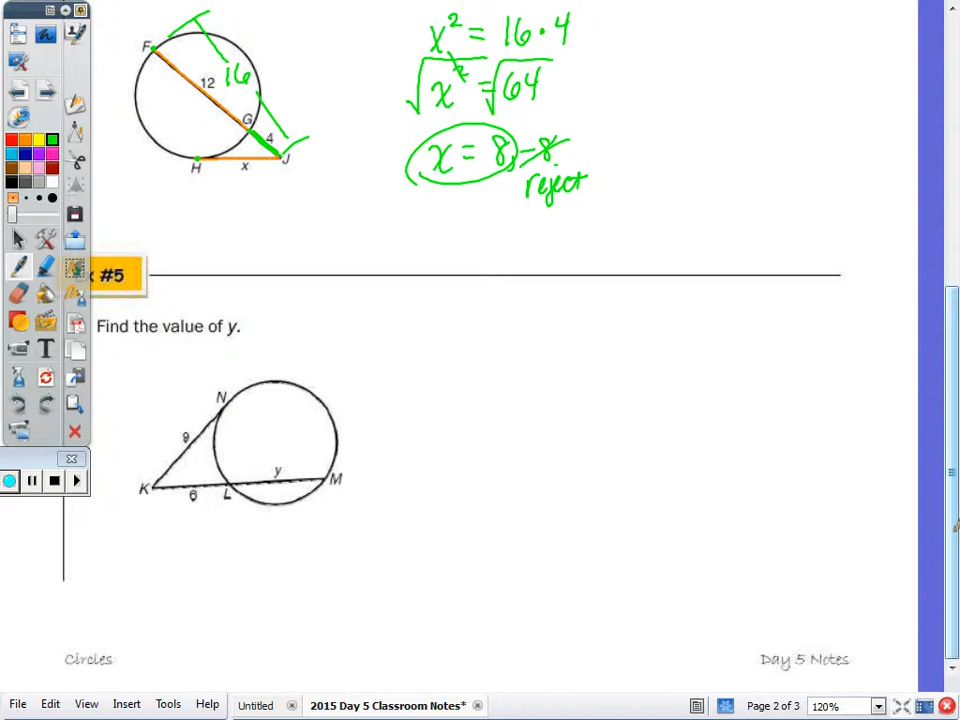 x² = 16 · 4
F
16
12
√x² = √64
G
4
H
x
J
x = 8, -8
reject
x #5
Find the value of y.
N
9
y
K
6
L
M
Circles
Day 5 Notes
File Edit View Insert Tools Help
Untitled
2015 Day 5 Classroom Notes*
Page 2 of 3
120%